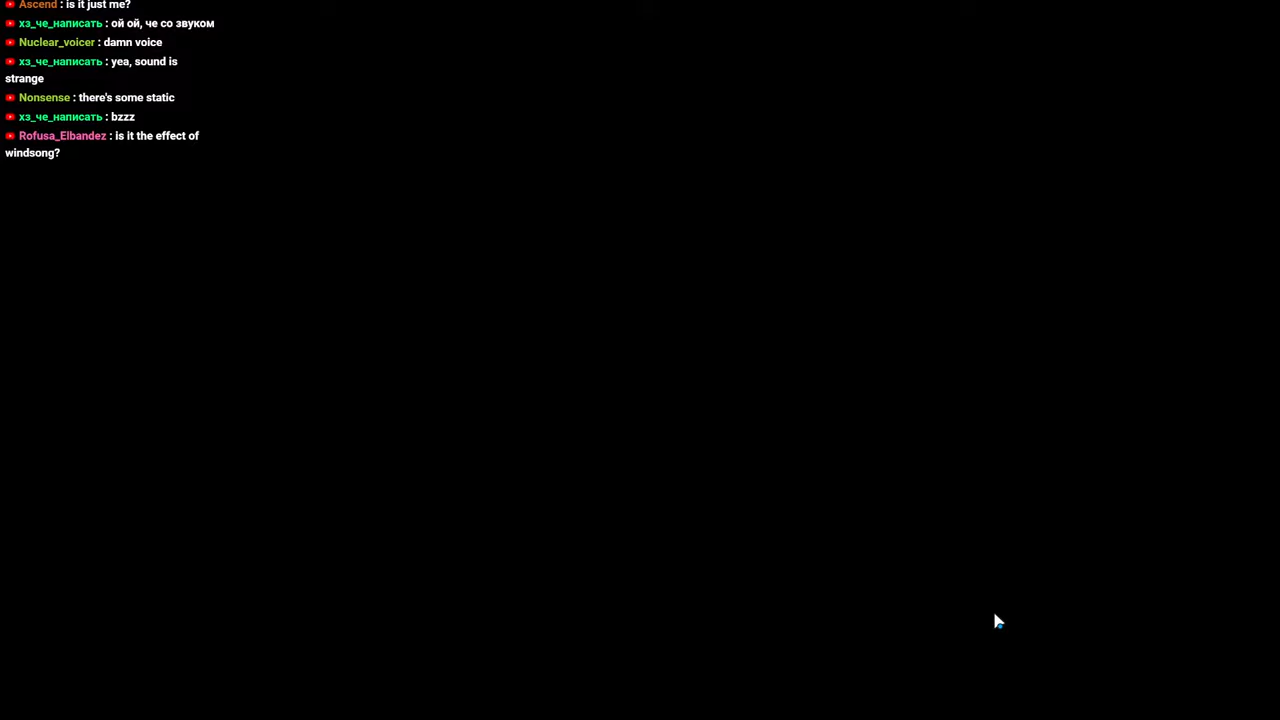 Ascend : is it just me?
хз_че_написать : ой ой, че со звуком
Nuclear_voicer : damn voice
хз_че_написать : yea, sound is
strange
Nonsense : there's some static
хз_че_написать : bzzz
Rofusa_Elbandez : is it the effect of
windsong?